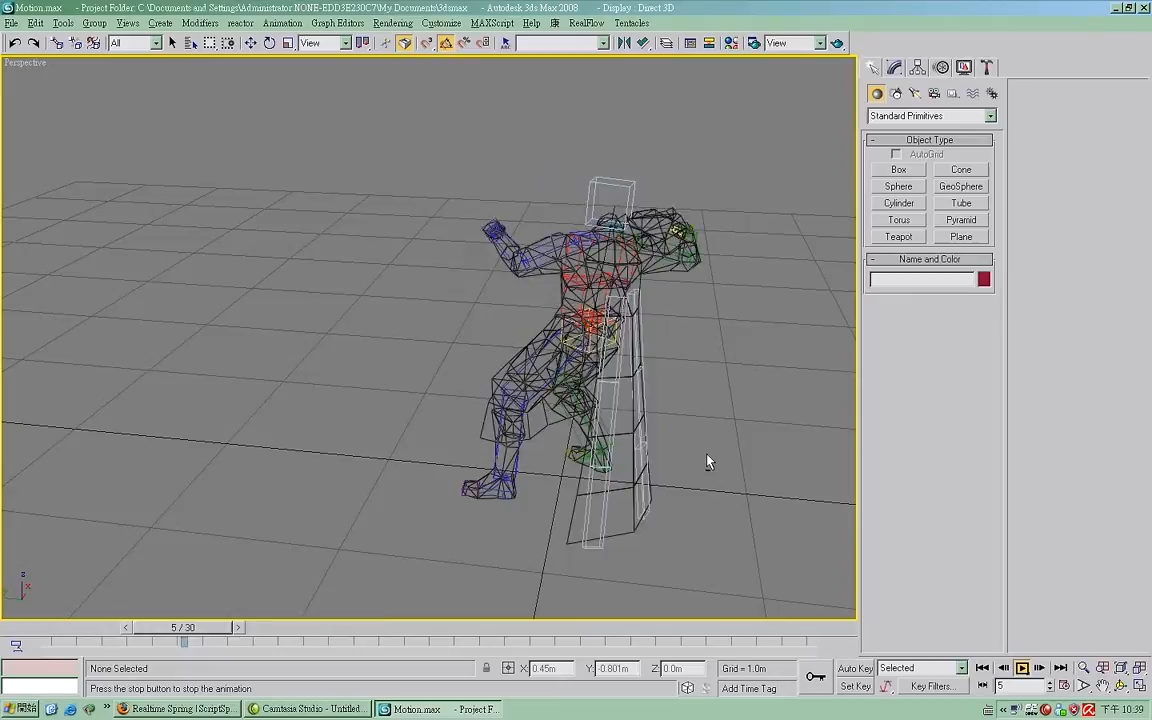 Motion.max - Project Folder: C:\Documents and Settings\Administrator.NONE-EDD3E230C7\My Documents\3dsmax - Autodesk 3ds Max 2008 - Display : Direct 3D
File Edit Tools Group Views Create Modifiers reactor Animation Graph Editors Rendering Customize MAXScript Help RealFlow Tentacles
All View View
Perspective
Standard Primitives
- Object Type
AutoGrid
Box Cone
Sphere GeoSphere
Cylinder Tube
Torus Pyramid
Teapot Plane
- Name and Color
z
x
< 5 / 30 >
None Selected X: 0.45m Y: -0.801m Z: 0.0m Grid = 1.0m Auto Key Selected
Press the stop button to stop the animation Add Time Tag Set Key Key Filters... 5
開始 » Realtime Spring | ScriptSp... Camtasia Studio - Untitled... Motion.max - Project F... « 下午 10:39